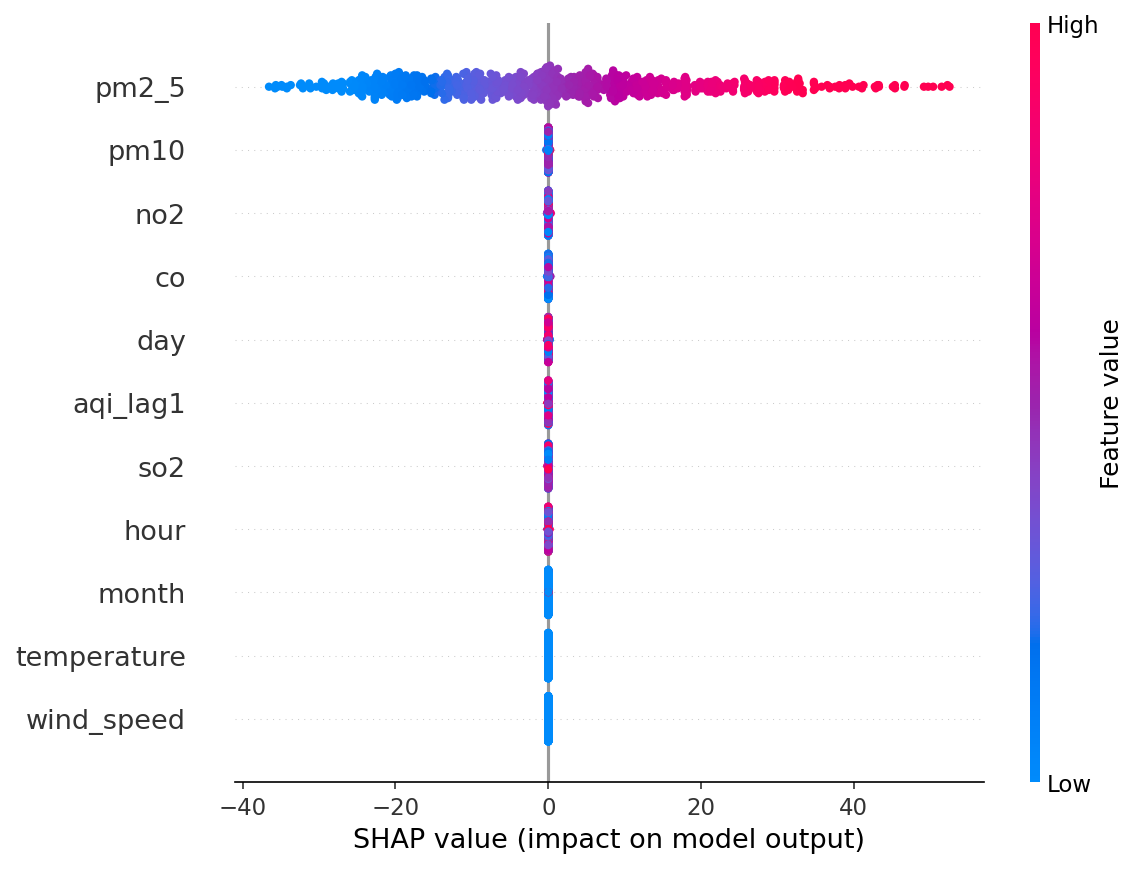 High
pm2_5
pm10
no2
co
day
aqi_lag1
so2
hour
month
temperature
wind_speed
Feature value
Low
−40 −20 0 20 40
SHAP value (impact on model output)